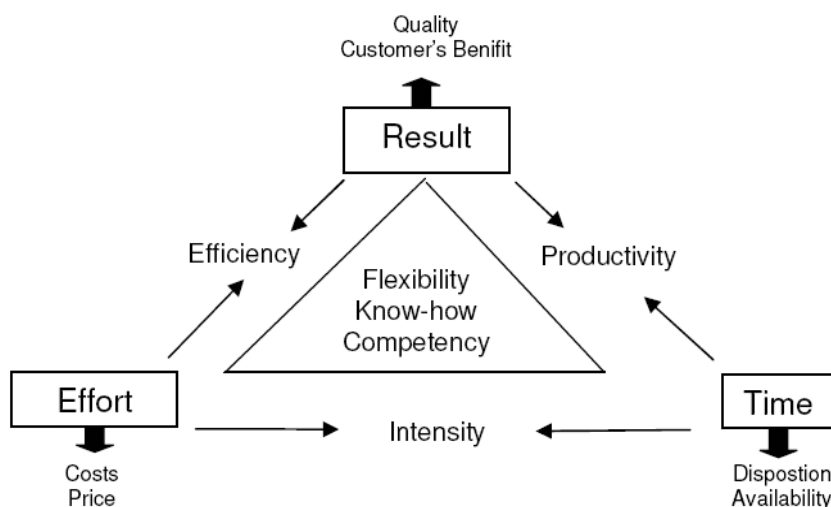 Quality
Customer's Benifit
Result
Efficiency
Productivity
Flexibility
Know-how
Competency
Effort
Time
Intensity
Costs
Price
Dispostion
Availability